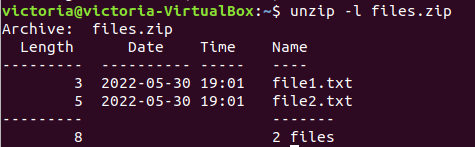 victoria@victoria-VirtualBox:~$ unzip -l files.zip
Archive:  files.zip
  Length      Date    Time    Name
---------  ---------- -----   ----
        3  2022-05-30 19:01   file1.txt
        5  2022-05-30 19:01   file2.txt
---------                     -------
        8                     2 files